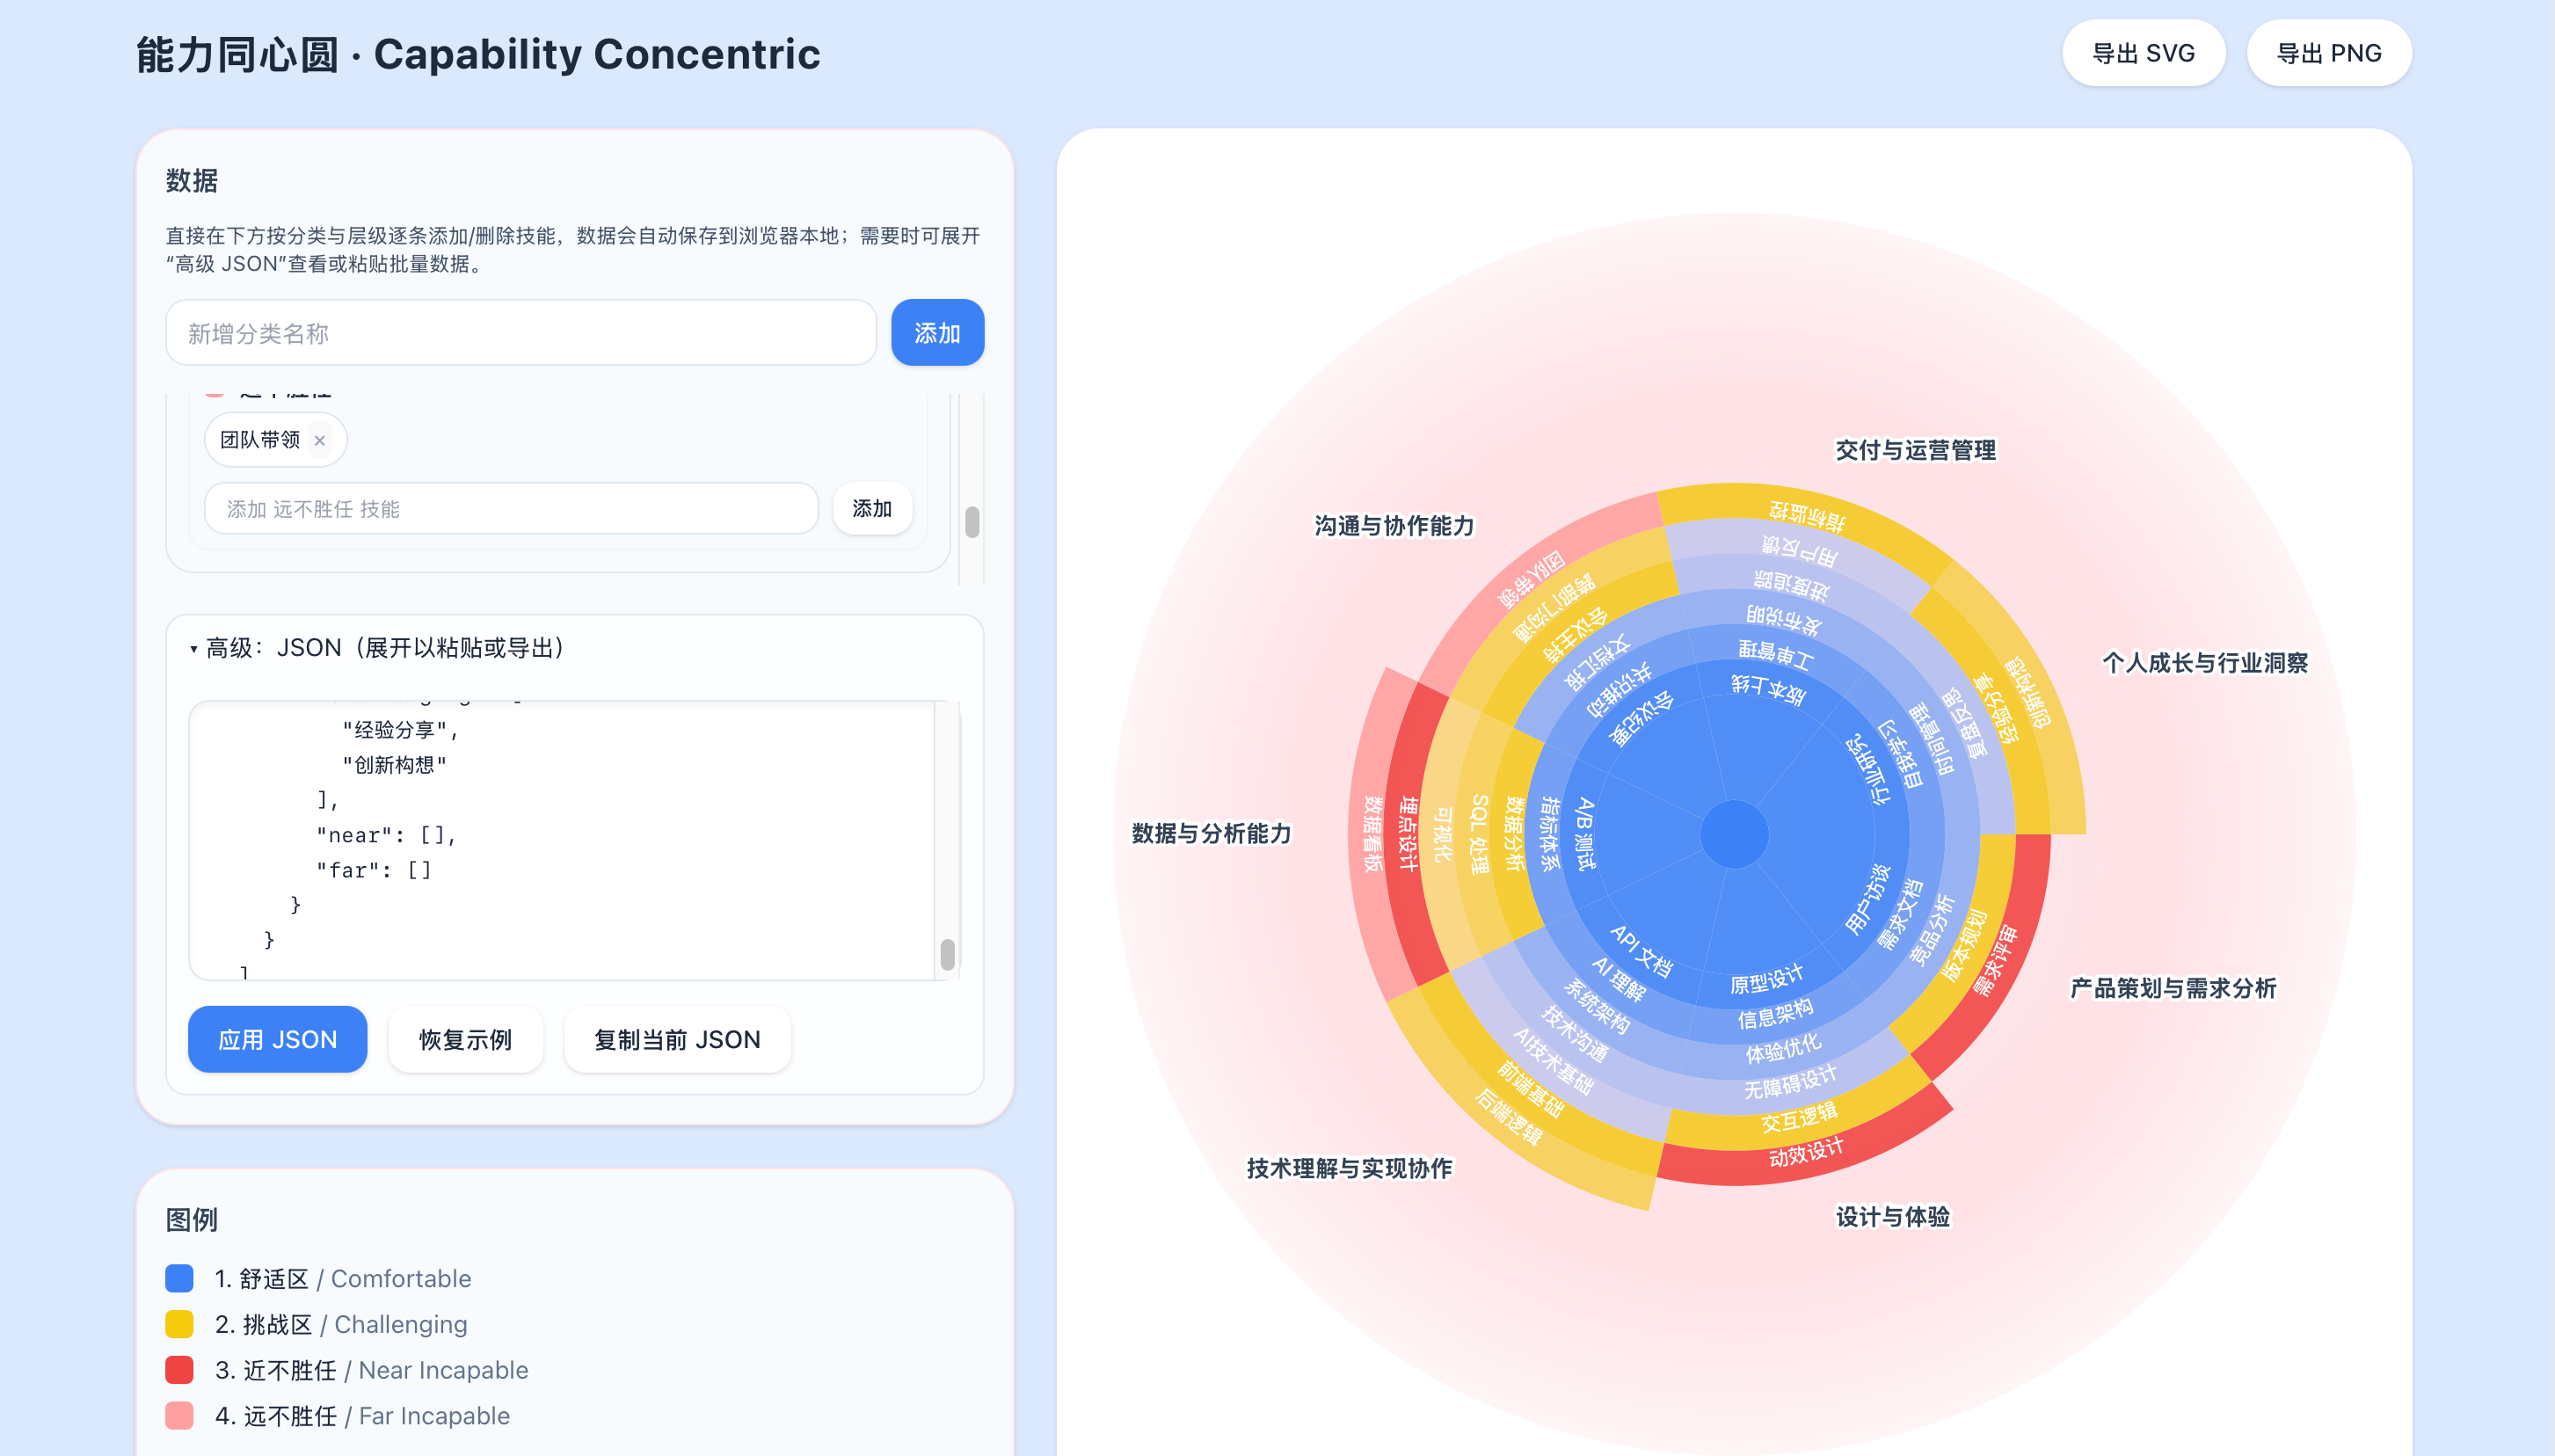 能力同心圆 · Capability Concentric
导出 SVG
导出 PNG
数据
直接在下方按分类与层级逐条添加/删除技能，数据会自动保存到浏览器本地；需要时可展开
“高级 JSON”查看或粘贴批量数据。
新增分类名称
添加
团队带领 ×
添加 远不胜任 技能
添加
高级：JSON（展开以粘贴或导出）
"经验分享",
"创新构想"
],
"near": [],
"far": []
}
}
]
应用 JSON
恢复示例
复制当前 JSON
图例
1. 舒适区 / Comfortable
2. 挑战区 / Challenging
3. 近不胜任 / Near Incapable
4. 远不胜任 / Far Incapable
交付与运营管理
指标监控
用户反馈
进度追踪
发布说明
工单管理
版本上线
个人成长与行业洞察
创新构想
经验分享
复盘反思
时间管理
自我学习
行业研究
产品策划与需求分析
用户访谈
需求文档
竞品分析
版本规划
需求评审
设计与体验
原型设计
信息架构
体验优化
无障碍设计
交互逻辑
动效设计
技术理解与实现协作
API 文档
AI 理解
系统架构
技术沟通
AI技术基础
前端基础
后端逻辑
数据与分析能力
数据看板
埋点设计
可视化
SQL 处理
数据分析
指标体系
A/B 测试
沟通与协作能力
团队带领
跨部门沟通
会议主持
文档汇报
共识推动
会议纪要